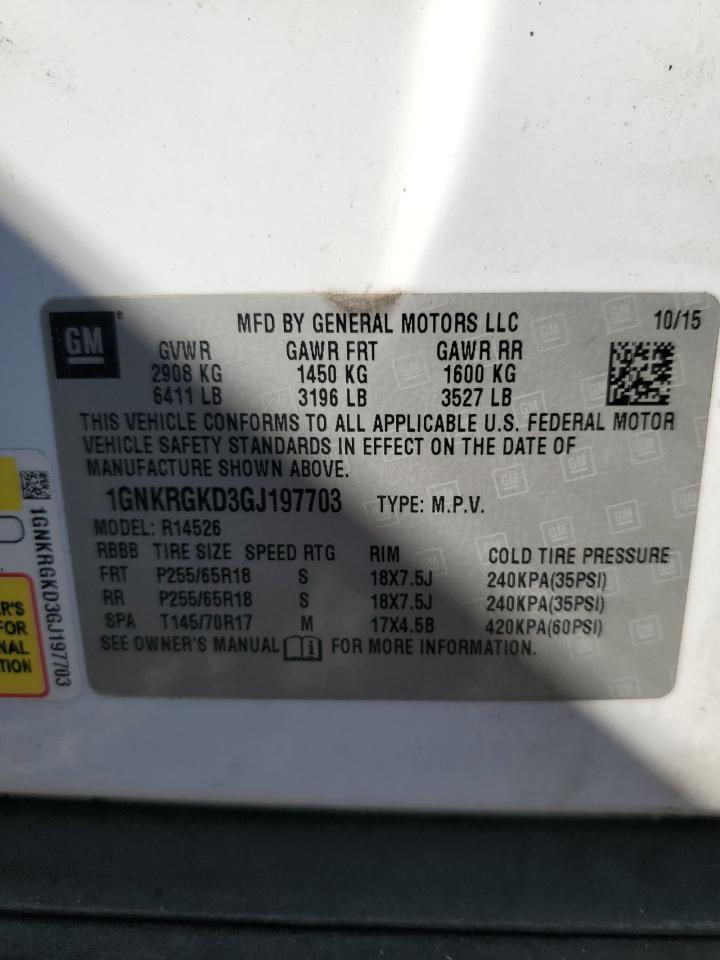 GM®
MFD BY GENERAL MOTORS LLC 10/15
GVWR GAWR FRT GAWR RR
2908 KG 1450 KG 1600 KG
6411 LB 3196 LB 3527 LB
THIS VEHICLE CONFORMS TO ALL APPLICABLE U.S. FEDERAL MOTOR
VEHICLE SAFETY STANDARDS IN EFFECT ON THE DATE OF
MANUFACTURE SHOWN ABOVE.
1GNKRGKD3GJ197703 TYPE: M.P.V.
MODEL: R14526
RBBB TIRE SIZE SPEED RTG RIM COLD TIRE PRESSURE
FRT P255/65R18 S 18X7.5J 240KPA(35PSI)
RR P255/65R18 S 18X7.5J 240KPA(35PSI)
SPA T145/70R17 M 17X4.5B 420KPA(60PSI)
SEE OWNER'S MANUAL i FOR MORE INFORMATION.
1GNKRGKD3GJ197703
ER'S
FOR
NAL
TION